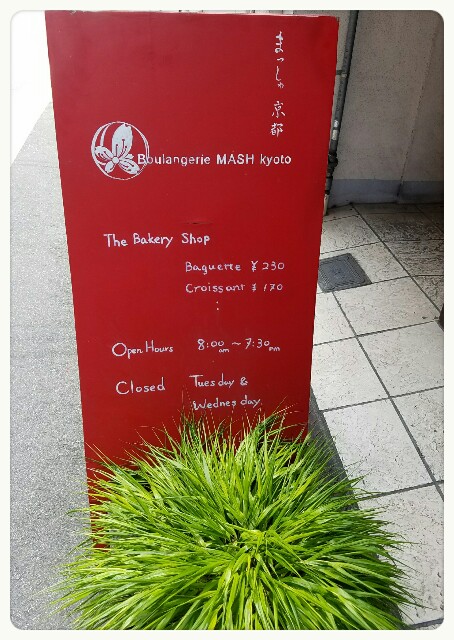 まっしゅ京都
Boulangerie MASH kyoto
The Bakery Shop
Baguette ¥ 230
Croissant ¥ 170
:
Open Hours 8:00am ~ 7:30pm
Closed Tuesday &
Wednesday.